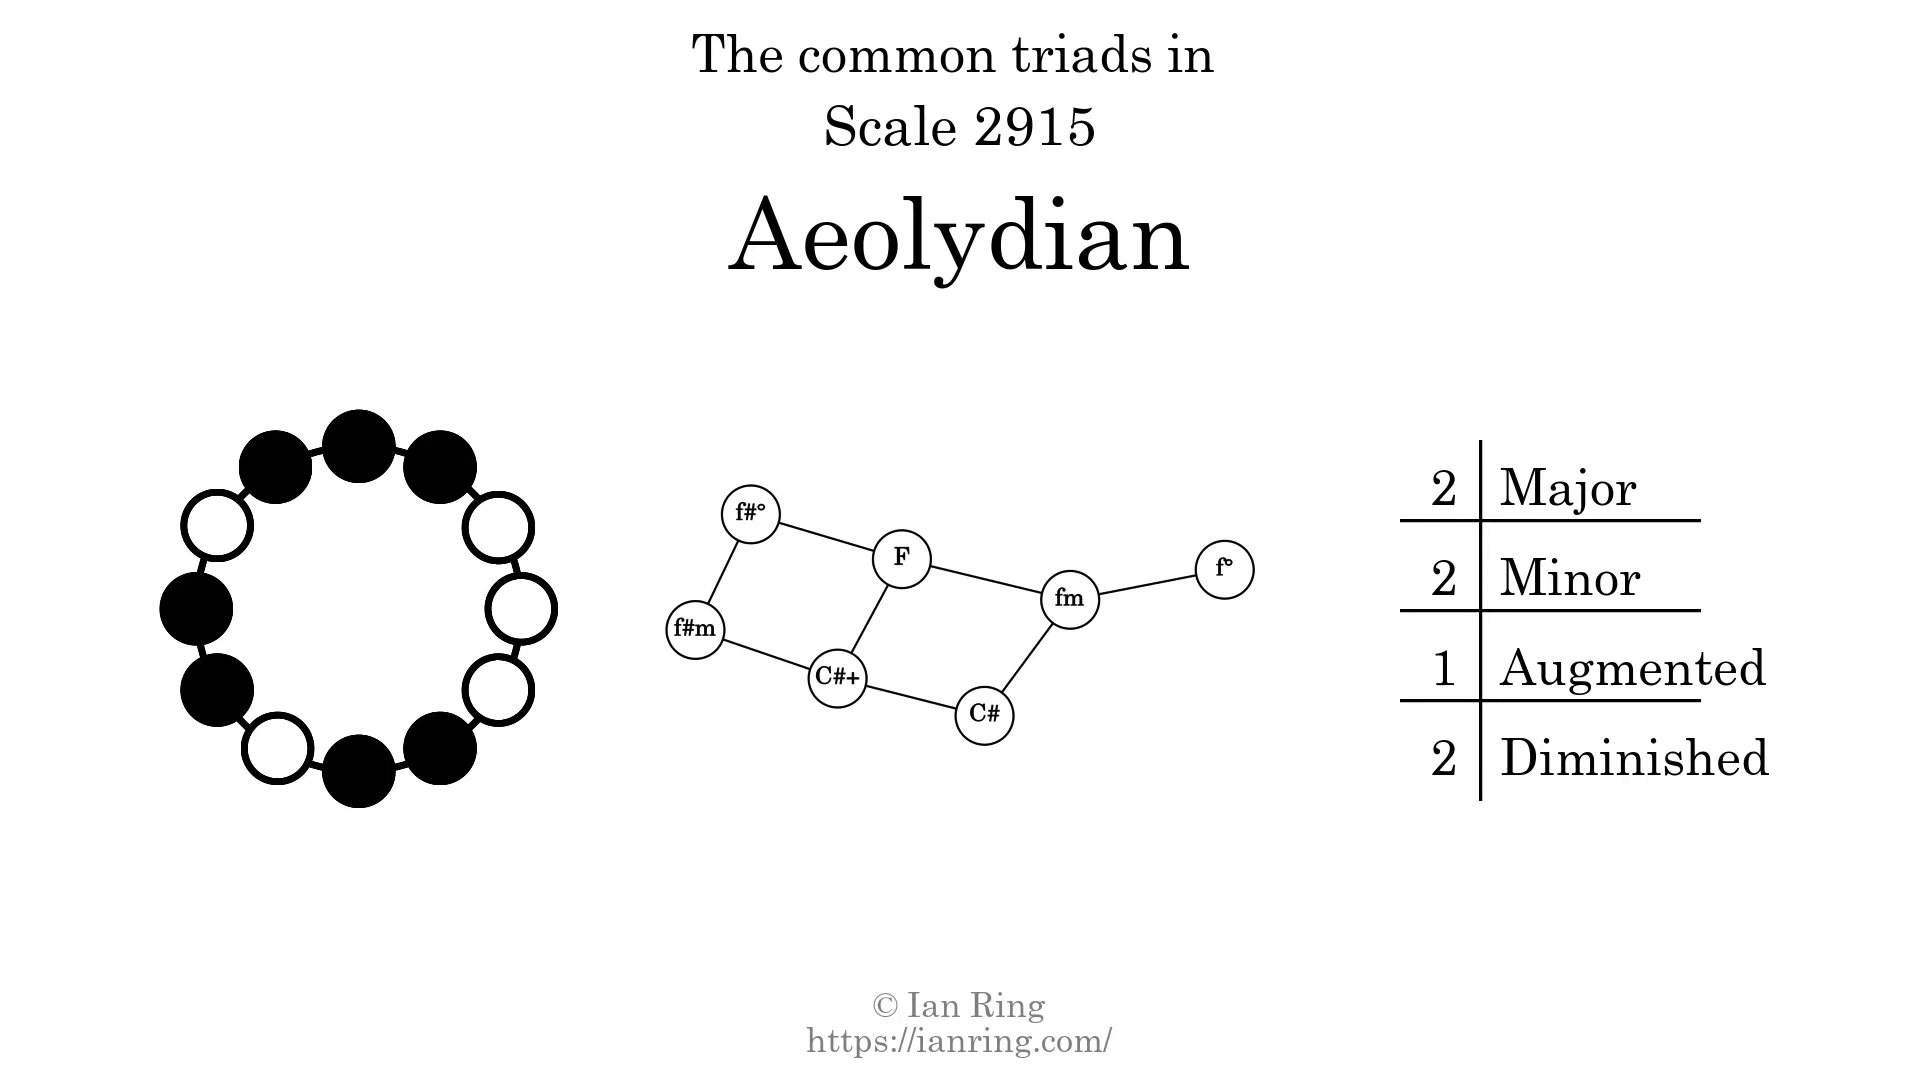 The common triads in
Scale 2915
Aeolydian
f#°
F
f°
fm
f#m
C#+
C#
2 Major
2 Minor
1 Augmented
2 Diminished
© Ian Ring
https://ianring.com/